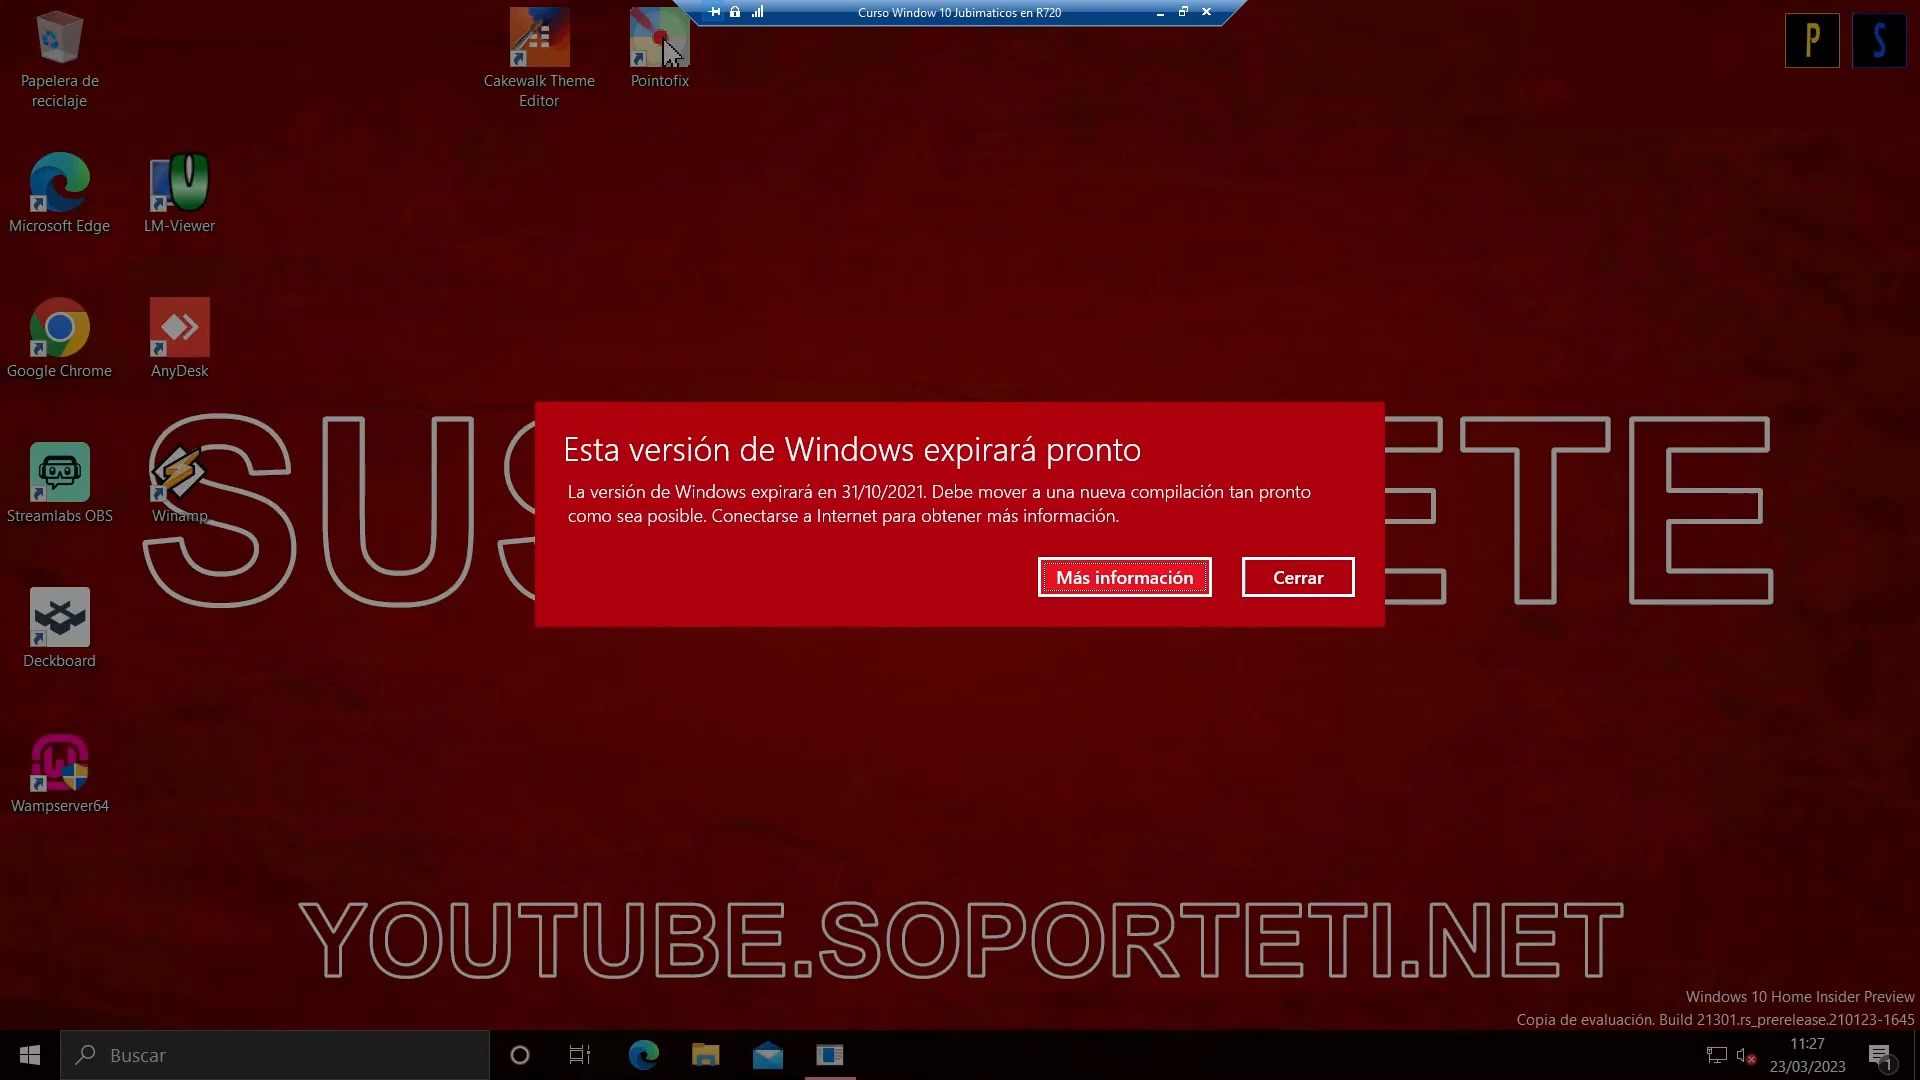 Curso Window 10 Jubimaticos en R720
P
S
Papelera de
reciclaje
Cakewalk Theme
Editor
Pointofix
Microsoft Edge
LM-Viewer
Google Chrome
AnyDesk
Streamlabs OBS
Winamp
Deckboard
Wampserver64
Esta versión de Windows expirará pronto
La versión de Windows expirará en 31/10/2021. Debe mover a una nueva compilación tan pronto
como sea posible. Conectarse a Internet para obtener más información.
Más información
Cerrar
SUS
ETE
YOUTUBE.SOPORTETI.NET
Windows 10 Home Insider Preview
Copia de evaluación. Build 21301.rs_prerelease.210123-1645
Buscar
11:27
23/03/2023
1